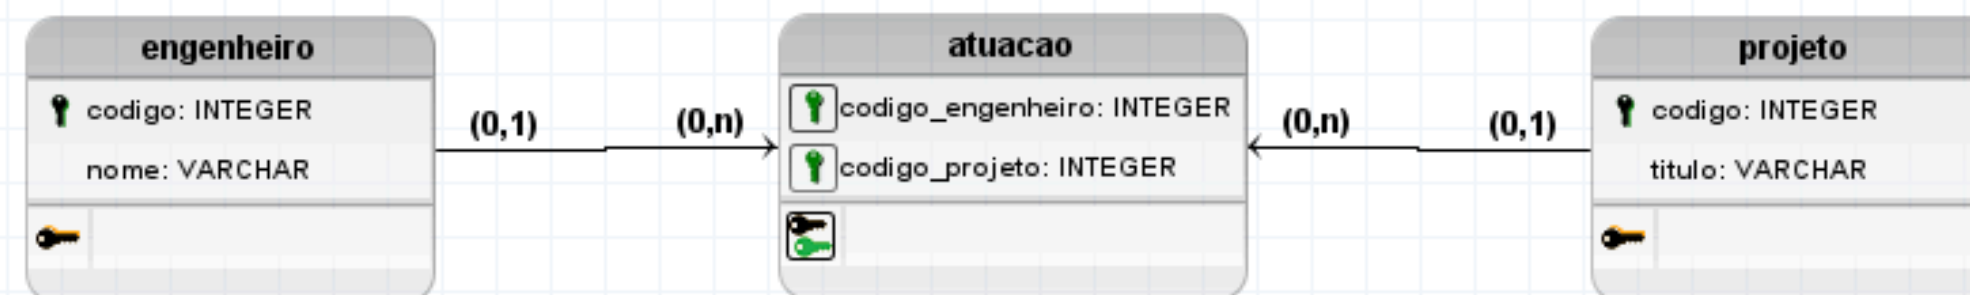 engenheiro
codigo: INTEGER
nome: VARCHAR
(0,1)
(0,n)
atuacao
codigo_engenheiro: INTEGER
codigo_projeto: INTEGER
(0,n)
(0,1)
projeto
codigo: INTEGER
titulo: VARCHAR